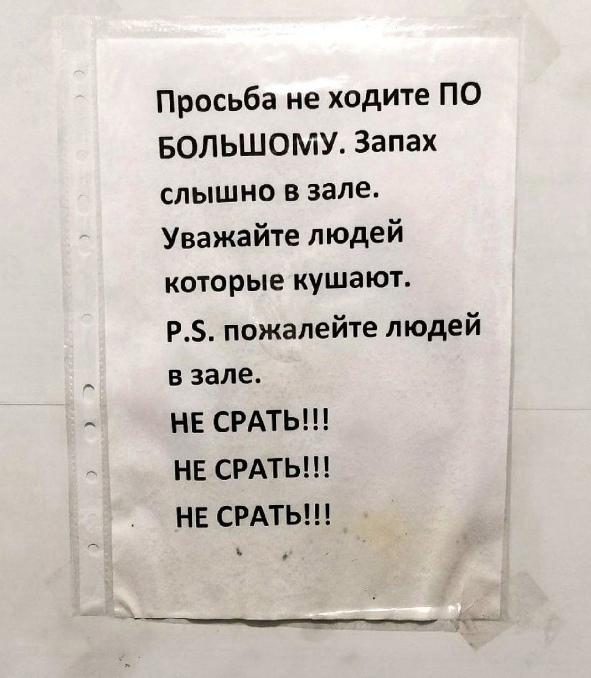 Просьба не ходите ПО
БОЛЬШОМУ. Запах
слышно в зале.
Уважайте людей
которые кушают.
P.S. пожалейте людей
в зале.
НЕ СРАТЬ!!!
НЕ СРАТЬ!!!
НЕ СРАТЬ!!!